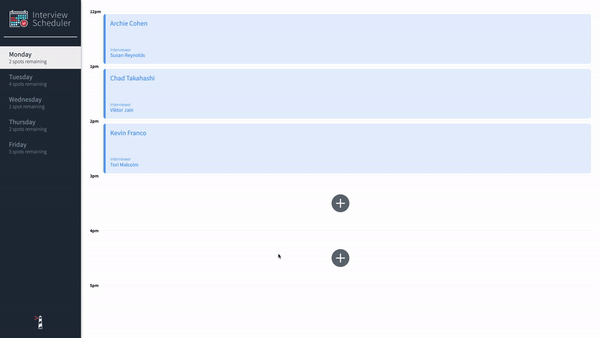 Interview
Scheduler
Monday
2 spots remaining
Tuesday
4 spots remaining
Wednesday
1 spot remaining
Thursday
2 spots remaining
Friday
5 spots remaining
12pm
Archie Cohen
Interviewer
Susan Reynolds
1pm
Chad Takahashi
Interviewer
Viktor Jain
2pm
Kevin Franco
Interviewer
Tori Malcolm
3pm
4pm
5pm